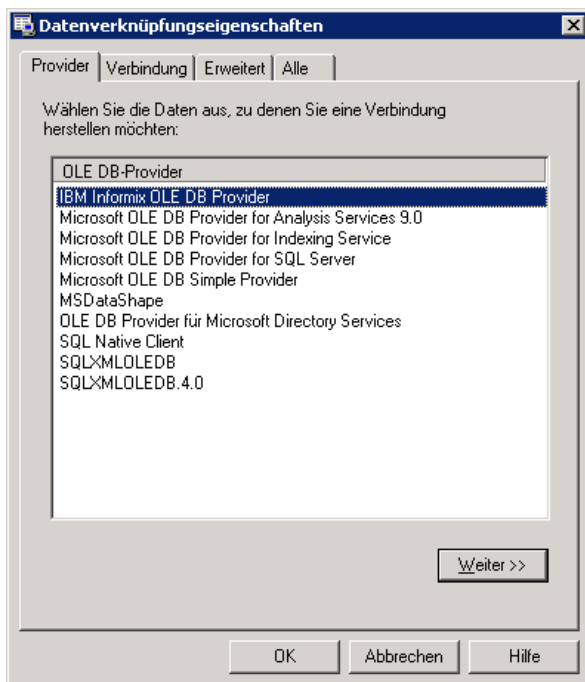 Datenverknüpfungseigenschaften
Provider Verbindung Erweitert Alle
Wählen Sie die Daten aus, zu denen Sie eine Verbindung
herstellen möchten:
OLE DB-Provider
IBM Informix OLE DB Provider
Microsoft OLE DB Provider for Analysis Services 9.0
Microsoft OLE DB Provider for Indexing Service
Microsoft OLE DB Provider for SQL Server
Microsoft OLE DB Simple Provider
MSDataShape
OLE DB Provider für Microsoft Directory Services
SQL Native Client
SQLXMLOLEDB
SQLXMLOLEDB.4.0
Weiter >>
OK Abbrechen Hilfe